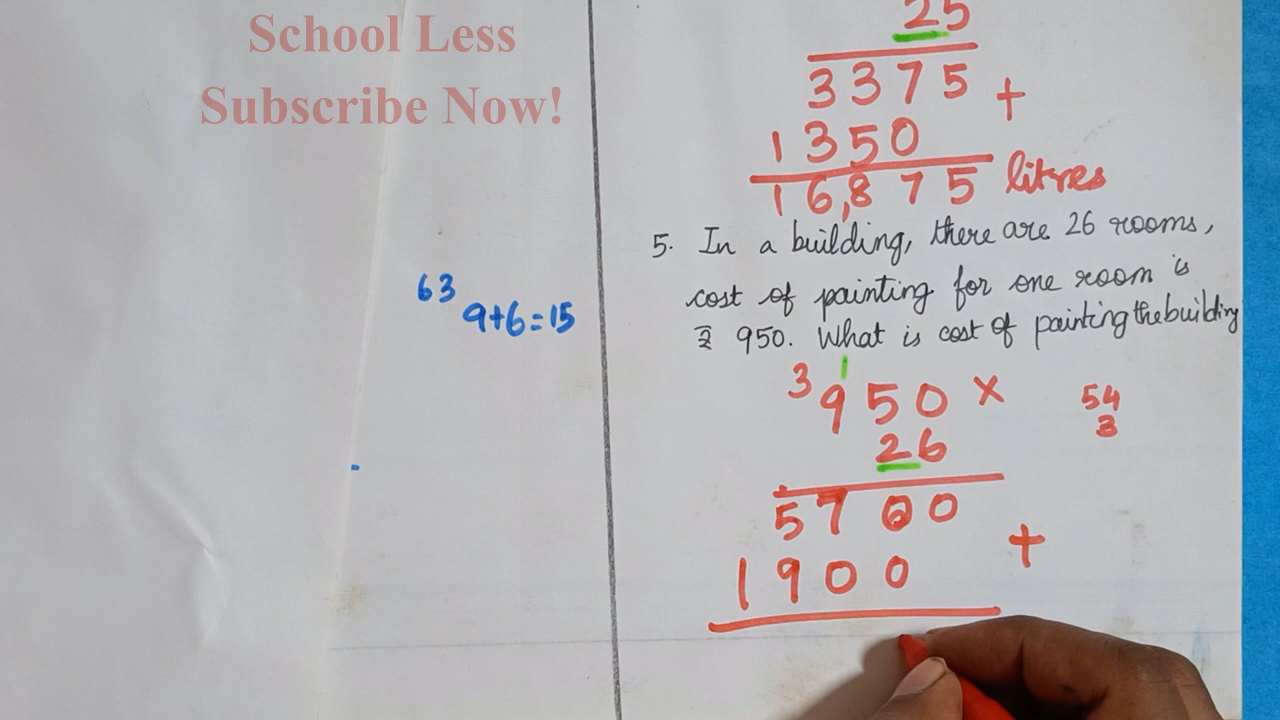 School Less
Subscribe Now!
25
3375 +
1350
16,875 litres
5. In a building, there are 26 rooms,
cost of painting for one room is
₹ 950. What is cost of painting the building
63
9+6=15
3 1
950 ×
26
54
3
5700
1900 +